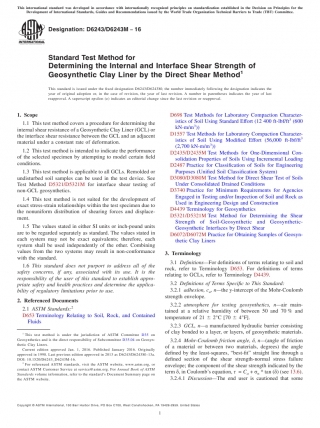 This international standard was developed in accordance with internationally recognized principles on standardization established in the Decision on Principles for the
Development of International Standards, Guides and Recommendations issued by the World Trade Organization Technical Barriers to Trade (TBT) Committee.
Designation: D6243/D6243M – 16
Standard Test Method for
Determining the Internal and Interface Shear Strength of
Geosynthetic Clay Liner by the Direct Shear Method1
This standard is issued under the fixed designation D6243/D6243M; the number immediately following the designation indicates the
year of original adoption or, in the case of revision, the year of last revision. A number in parentheses indicates the year of last
reapproval. A superscript epsilon (ε) indicates an editorial change since the last revision or reapproval.
1. Scope
1.1 This test method covers a procedure for determining the
internal shear resistance of a Geosynthetic Clay Liner (GCL) or
the interface shear resistance between the GCL and an adjacent
material under a constant rate of deformation.
1.2 This test method is intended to indicate the performance
of the selected specimen by attempting to model certain field
conditions.
1.3 This test method is applicable to all GCLs. Remolded or
undisturbed soil samples can be used in the test device. See
Test Method D5321/D5321M for interface shear testing of
non-GCL geosynthetics.
1.4 This test method is not suited for the development of
exact stress-strain relationships within the test specimen due to
the nonuniform distribution of shearing forces and displace-
ment.
1.5 The values stated in either SI units or inch-pound units
are to be regarded separately as standard. The values stated in
each system may not be exact equivalents; therefore, each
system shall be used independently of the other. Combining
values from the two systems may result in non-conformance
with the standard.
1.6 This standard does not purport to address all of the
safety concerns, if any, associated with its use. It is the
responsibility of the user of this standard to establish appro-
priate safety and health practices and determine the applica-
bility of regulatory limitations prior to use.
2. Referenced Documents
2.1 ASTM Standards:2
D653 Terminology Relating to Soil, Rock, and Contained
Fluids
1 This test method is under the jurisdiction of ASTM Committee D35 on
Geosynthetics and is the direct responsibility of Subcommittee D35.04 on Geosyn-
thetic Clay Liners.
Current edition approved Jan. 1, 2016. Published January 2016. Originally
approved in 1998. Last previous edition approved in
2 For referenced ASTM standards, visit the ASTM website, www.astm.org, or
contact ASTM Customer Service at service@astm.org. For Annual Book of ASTM
Standards volume information, refer to the standard's Document Summary page on
the ASTM website.
D698 Test Methods for Laboratory Compaction Character-
istics of Soil Using Standard Effort (12 400 ft-lbf/ft3 (600
kN-m/m3))
D1557 Test Methods for Laboratory Compaction Character-
istics of Soil Using Modified Effort (56,000 ft-lbf/ft3
(2,700 kN-m/m3))
D2435/D2435M Test Methods for One-Dimensional Con-
solidation Properties of Soils Using Incremental Loading
D2487 Practice for Classification of Soils for Engineering
Purposes (Unified Soil Classification System)
D3080/D3080M Test Method for Direct Shear Test of Soils
Under Consolidated Drained Conditions
D3740 Practice for Minimum Requirements for Agencies
Engaged in Testing and/or Inspection of Soil and Rock as
Used in Engineering Design and Construction
D4439 Terminology for Geosynthetics
D5321/D5321M Test Method for Determining the Shear
Strength of Soil-Geosynthetic and Geosynthetic-
Geosynthetic Interfaces by Direct Shear
D6072/D6072M Practice for Obtaining Samples of Geosyn-
thetic Clay Liners
3. Terminology
3.1 Definitions—For definitions of terms relating to soil and
rock, refer to Terminology D653. For definitions of terms
relating to GCLs, refer to Terminology D4439.
3.2 Definitions of Terms Specific to This Standard:
3.2.1 adhesion, n—the y-intercept of the Mohr-Coulomb
strength envelope.
3.2.2 atmosphere for testing geosynthetics, n—air main-
tained at a relative humidity of between 50 and 70 % and
temperature of 21 ± 2°C [70 ± 4°F].
3.2.3 GCL, n—a manufactured hydraulic barrier consisting
of clay bonded to a layer, or layers, of geosynthetic materials.
3.2.4 Mohr-Coulomb friction angle, δ, n—(angle of friction
of a material or between two materials, degrees) the angle
defined by the least-squares, "best-fit" straight line through a
defined section of the shear strength-normal stress failure
envelope; the component of the shear strength indicated by the
term δ, in Coulomb's equation,
3.2.4.1 Discussion—The end user is cautioned that some
Copyright © ASTM International, 100 Barr Harbor Drive, PO Box C700, West Conshohocken, PA 19428-2959. United States
1